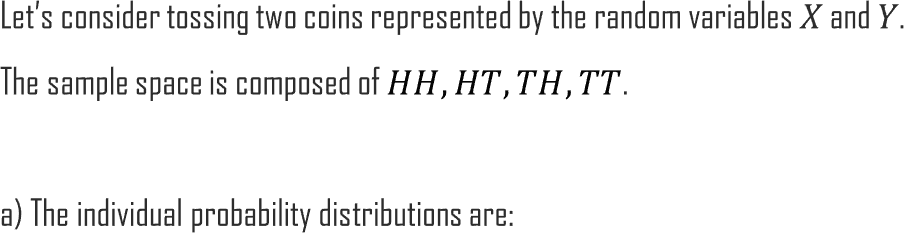 Let's consider tossing two coins represented by the random variables X and Y.
The sample space is composed of HH, HT, TH, TT.
a) The individual probability distributions are: